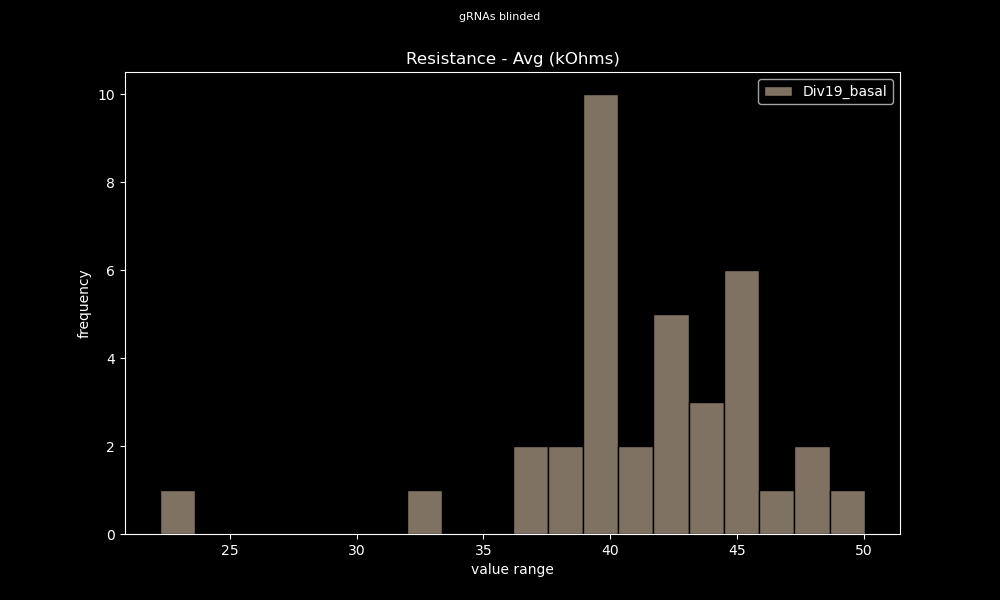 gRNAs blinded
Resistance - Avg (kOhms)
Div19_basal
frequency
10
8
6
4
2
0
25 30 35 40 45 50
value range